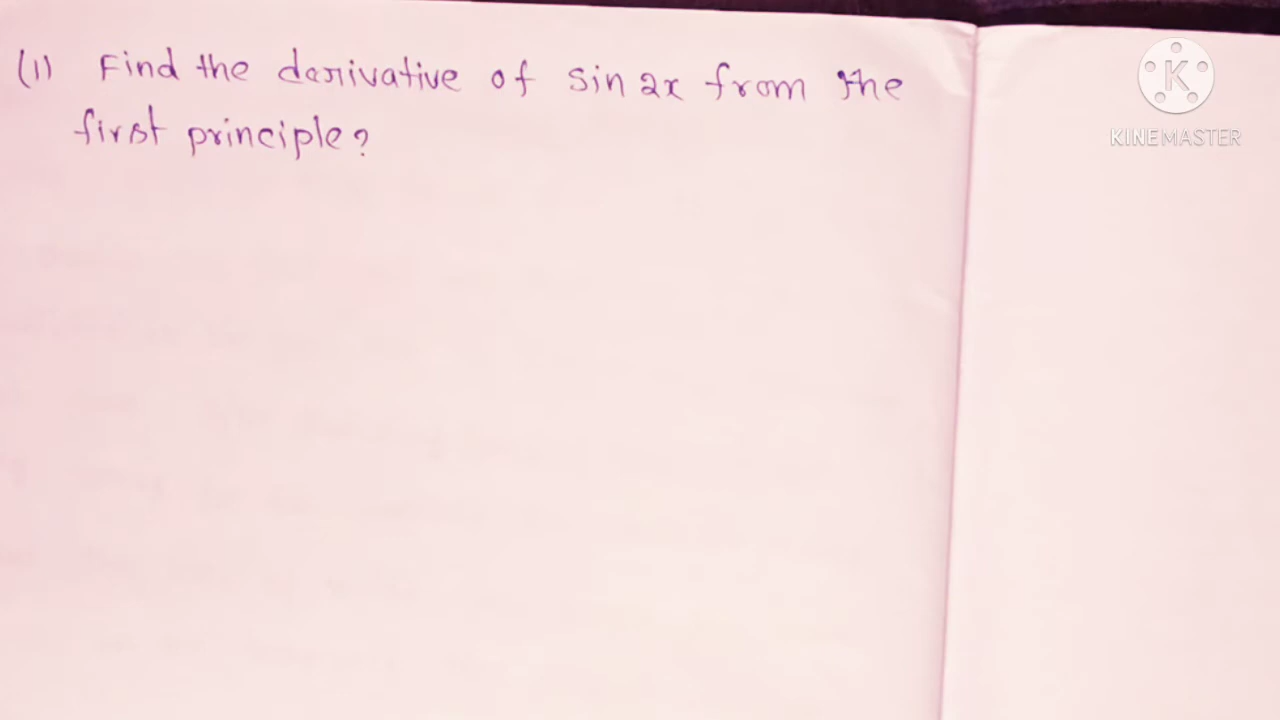 (1) Find the derivative of sin 2x from the
first principle?
K
KINEMASTER